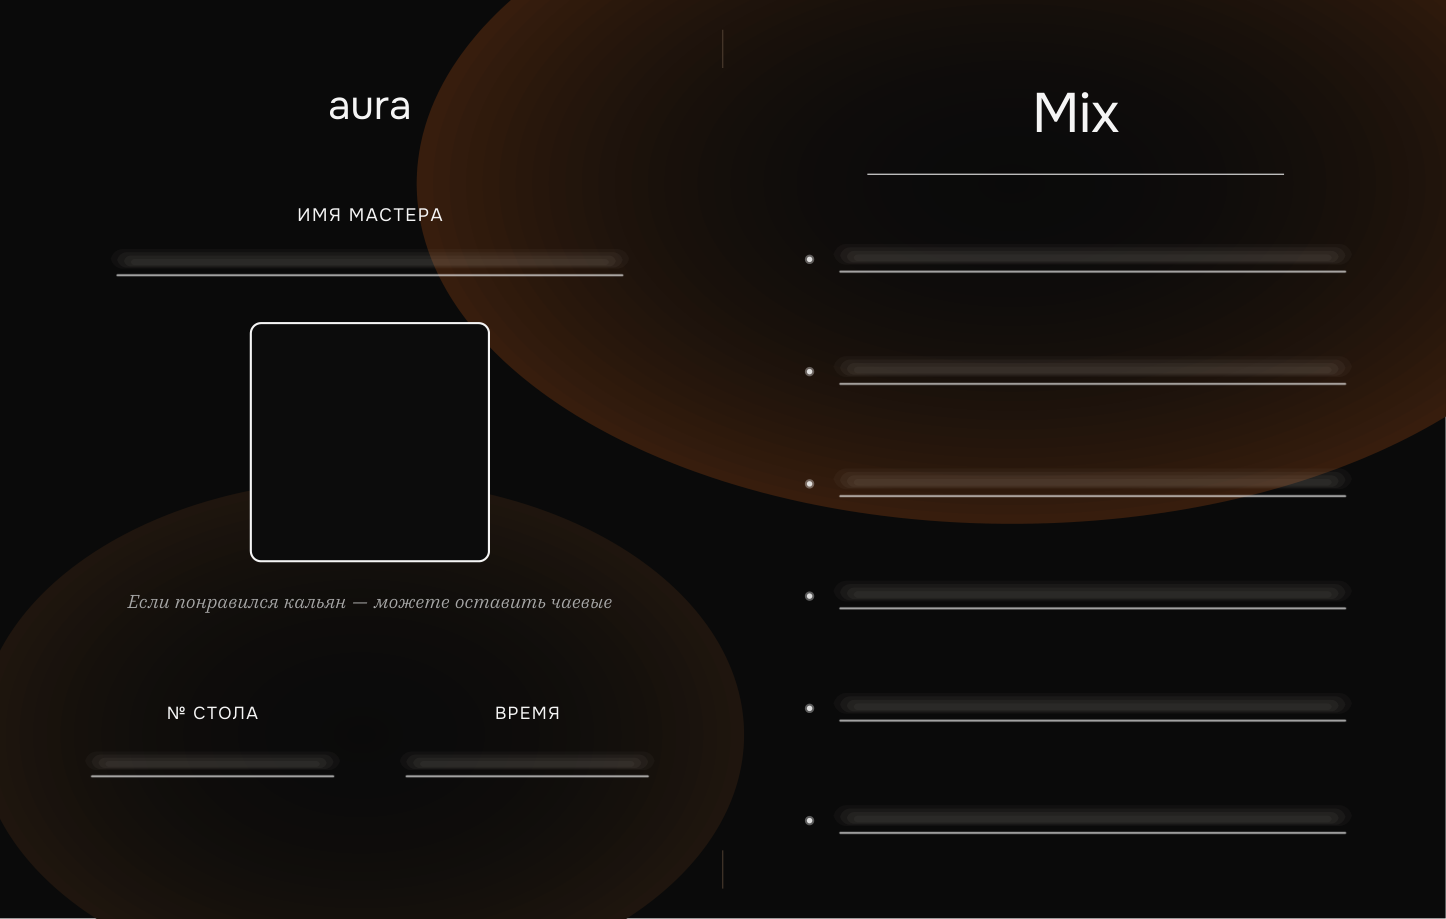 aura
ИМЯ МАСТЕРА
Если понравился кальян — можете оставить чаевые
№ СТОЛА
ВРЕМЯ
Mix